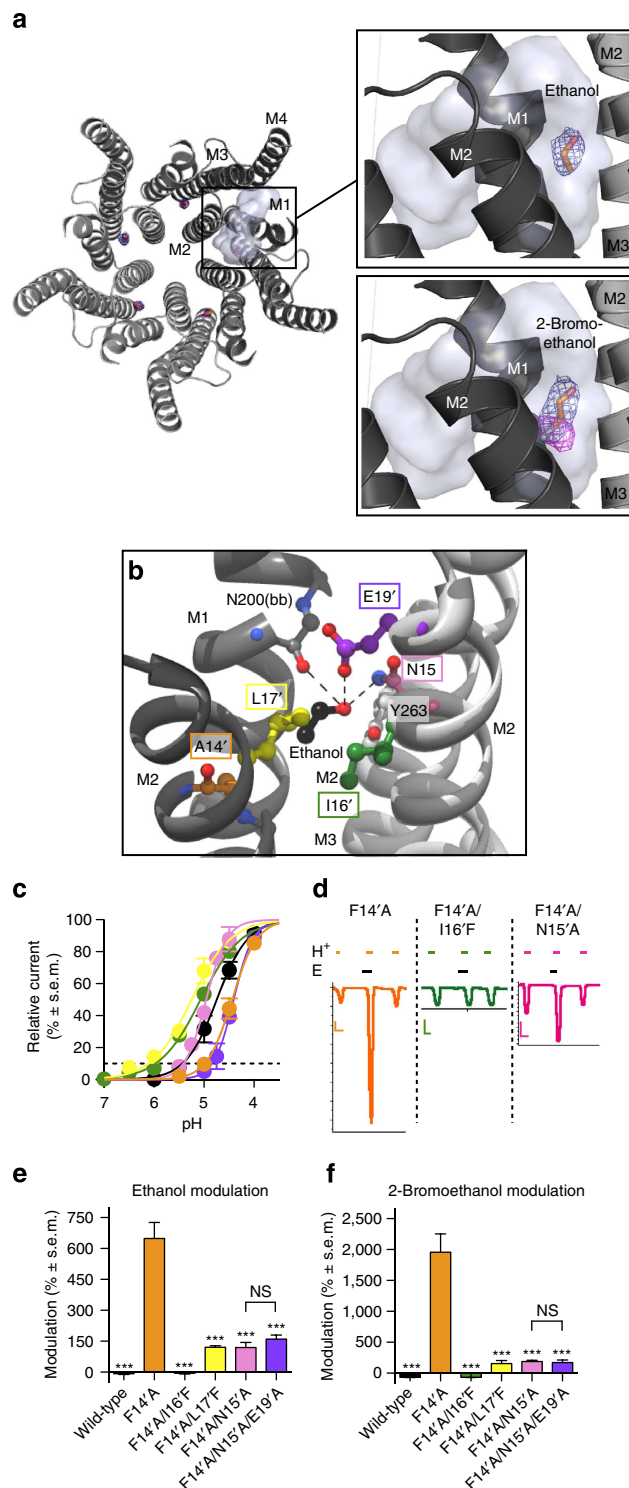 a
M4
M3
M1
M2
M2
Ethanol
M1
M2
M3
M2
2-Bromo-
ethanol
M1
M2
M3
b
N200(bb)
E19′
M1
N15
L17′
Y263
M2
Ethanol
A14′
M2
M2
I16′
M3
c
Relative current
(% ± s.e.m.)
100
80
60
40
20
0
7
6
5
4
pH
d
F14′A
F14′A/
I16′F
F14′A/
N15′A
H+
E
e
Ethanol modulation
Modulation (% ± s.e.m.)
750
600
450
300
150
0
***
***
***
***
***
NS
Wild-type
F14′A
F14′A/I16′F
F14′A/L17′F
F14′A/N15′A
F14′A/N15′A/E19′A
f
2-Bromoethanol modulation
Modulation (% ± s.e.m.)
2,500
2,000
1,500
1,000
500
0
***
***
***
***
***
NS
Wild-type
F14′A
F14′A/I16′F
F14′A/L17′F
F14′A/N15′A
F14′A/N15′A/E19′A